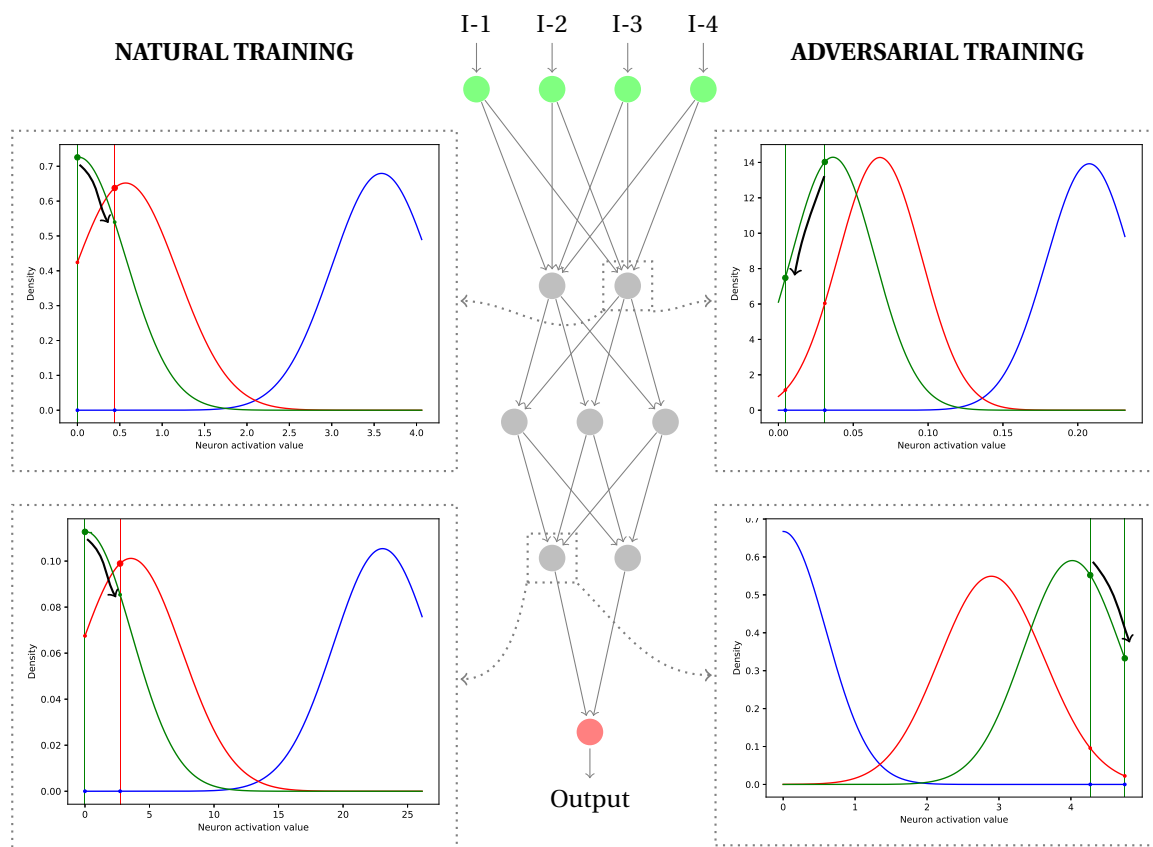 I-1 I-2 I-3 I-4
NATURAL TRAINING
ADVERSARIAL TRAINING
Density
0.7
0.6
0.5
0.4
0.3
0.2
0.1
0.0
0.0 0.5 1.0 1.5 2.0 2.5 3.0 3.5 4.0
Neuron activation value
Density
14
12
10
8
6
4
2
0
0.00 0.05 0.10 0.15 0.20
Neuron activation value
Density
0.10
0.08
0.06
0.04
0.02
0.00
0 5 10 15 20 25
Neuron activation value
Density
0.7
0.6
0.5
0.4
0.3
0.2
0.1
0.0
0 1 2 3 4
Neuron activation value
Output